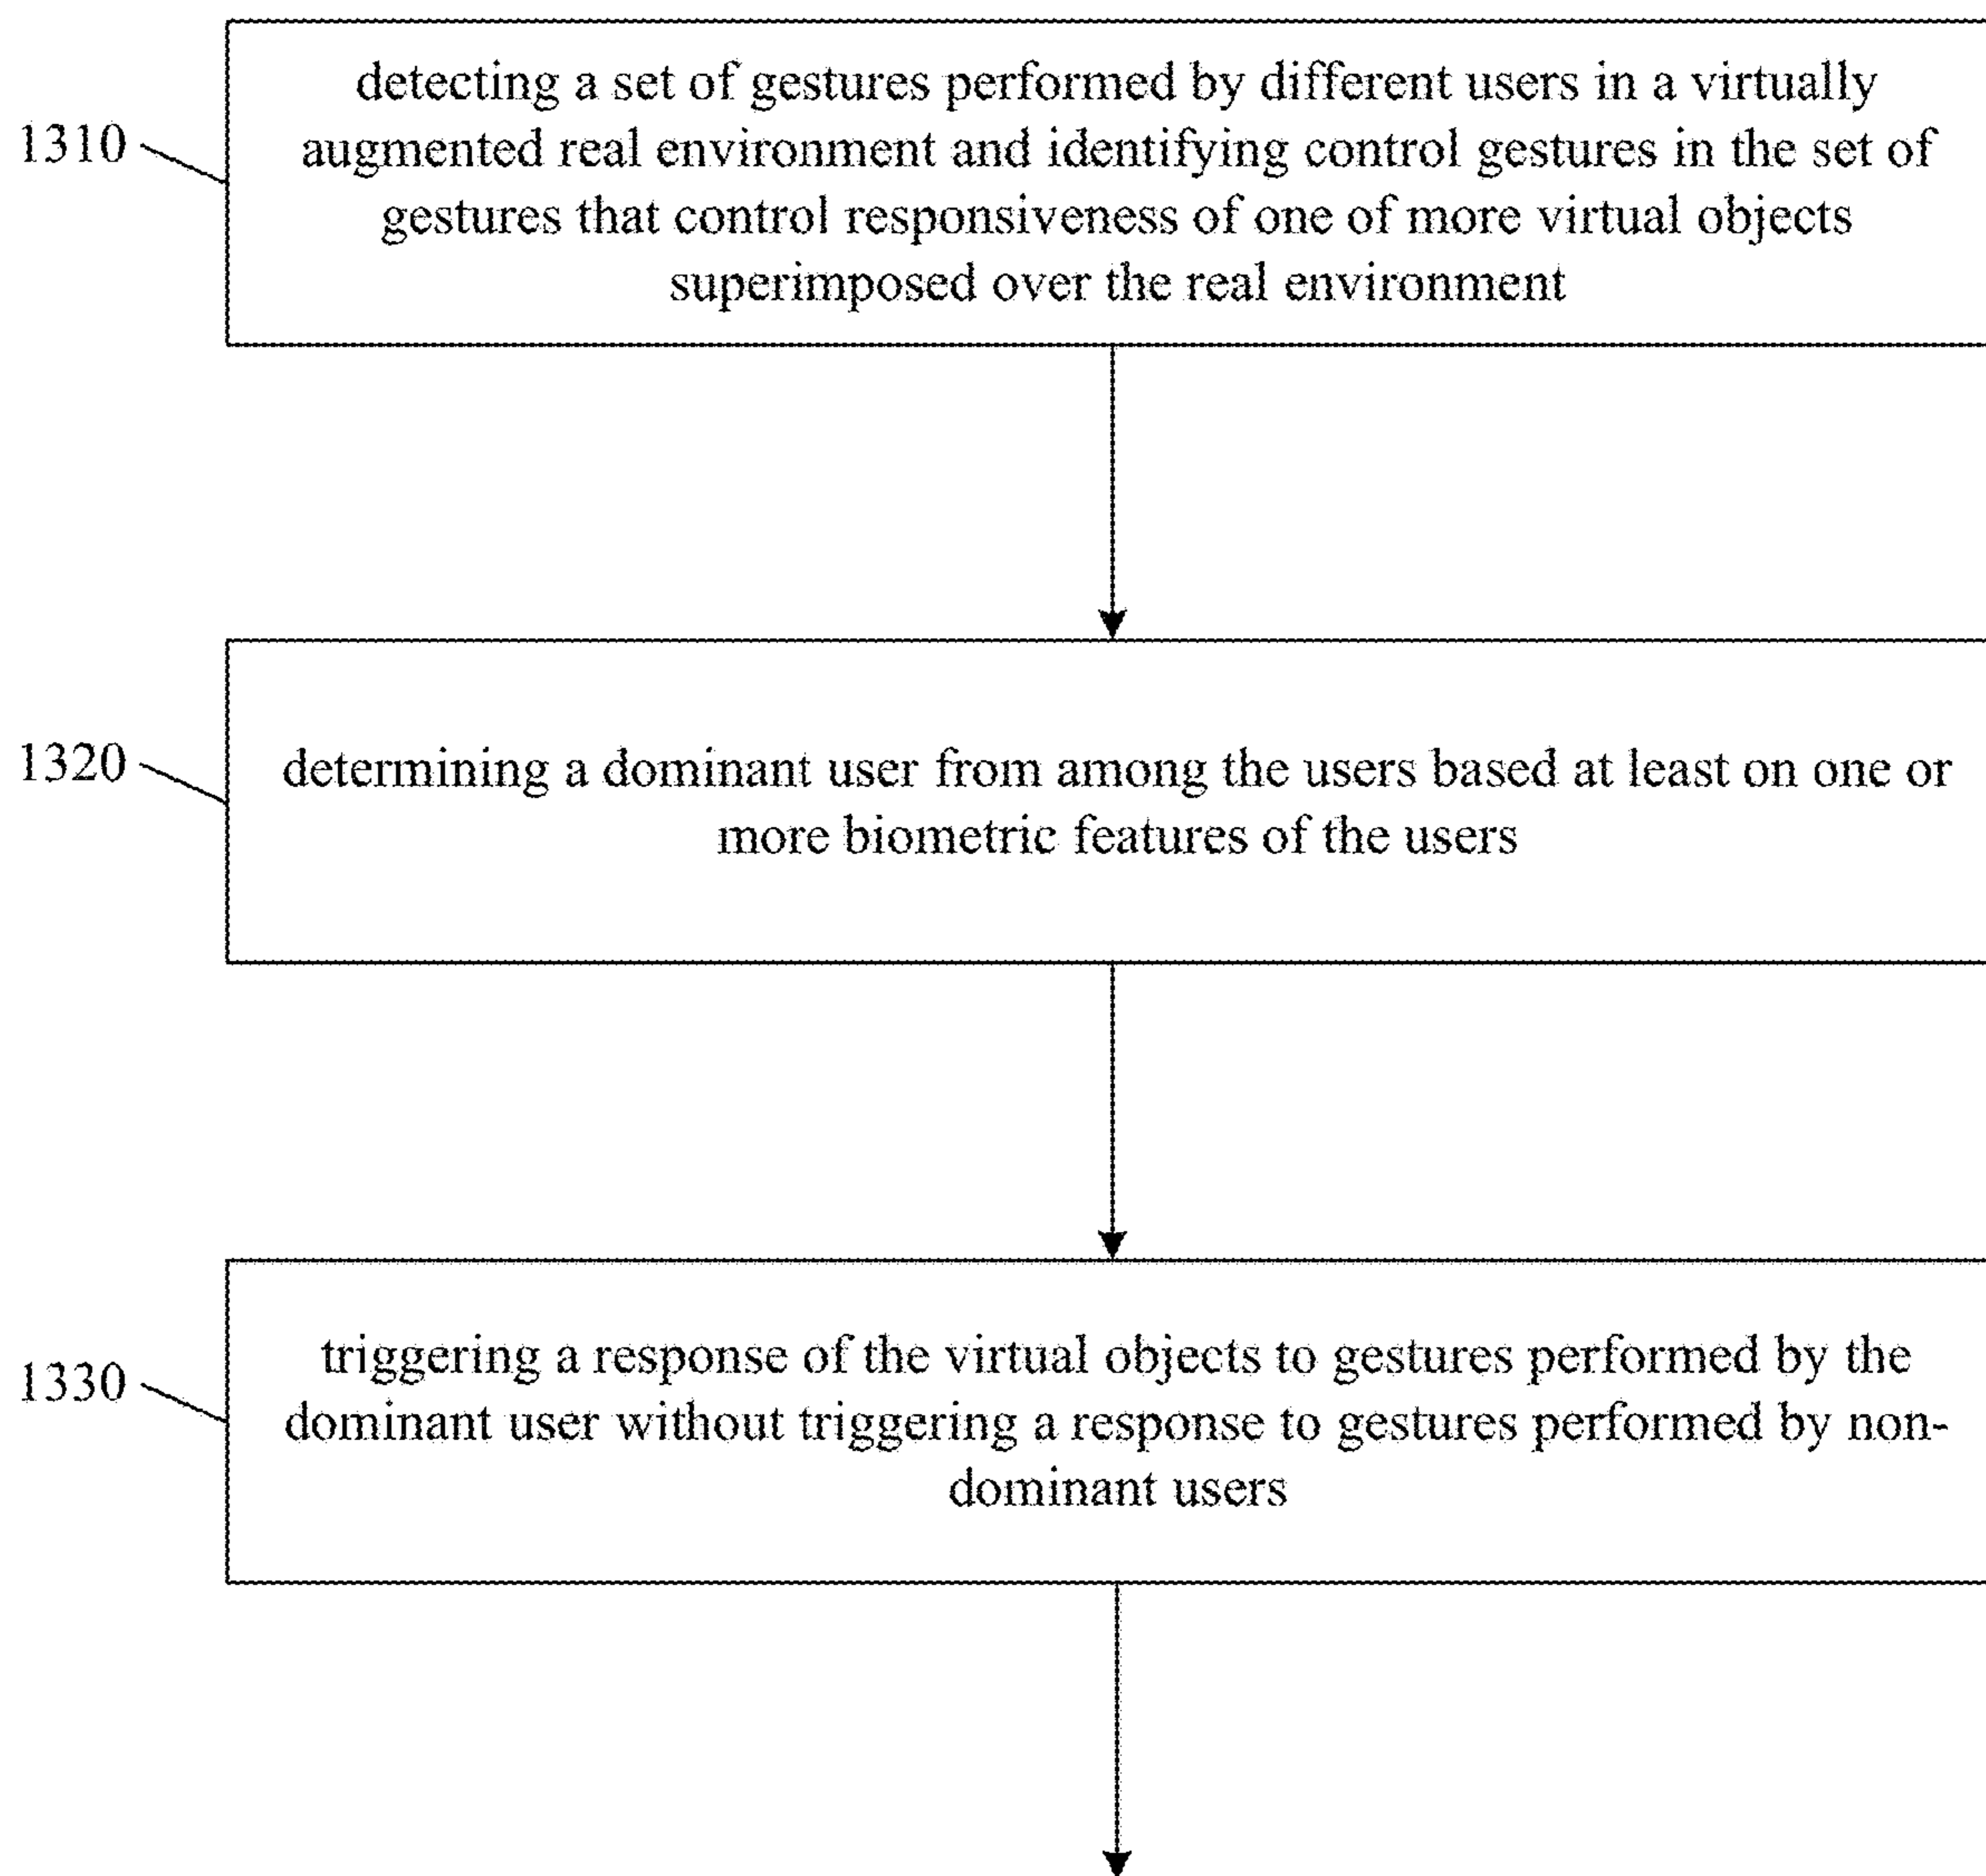 detecting a set of gestures performed by different users in a virtually
1310
augmented real environment and identifying control gestures in the set of
gestures that control responsiveness of one of more virtual objects
superimposed over the real environment
1320
determining a dominant user from among the users based at least on one or
more biometric features of the users
1330
triggering a response of the virtual objects to gestures performed by the
dominant user without triggering a response to gestures performed by non-
dominant users